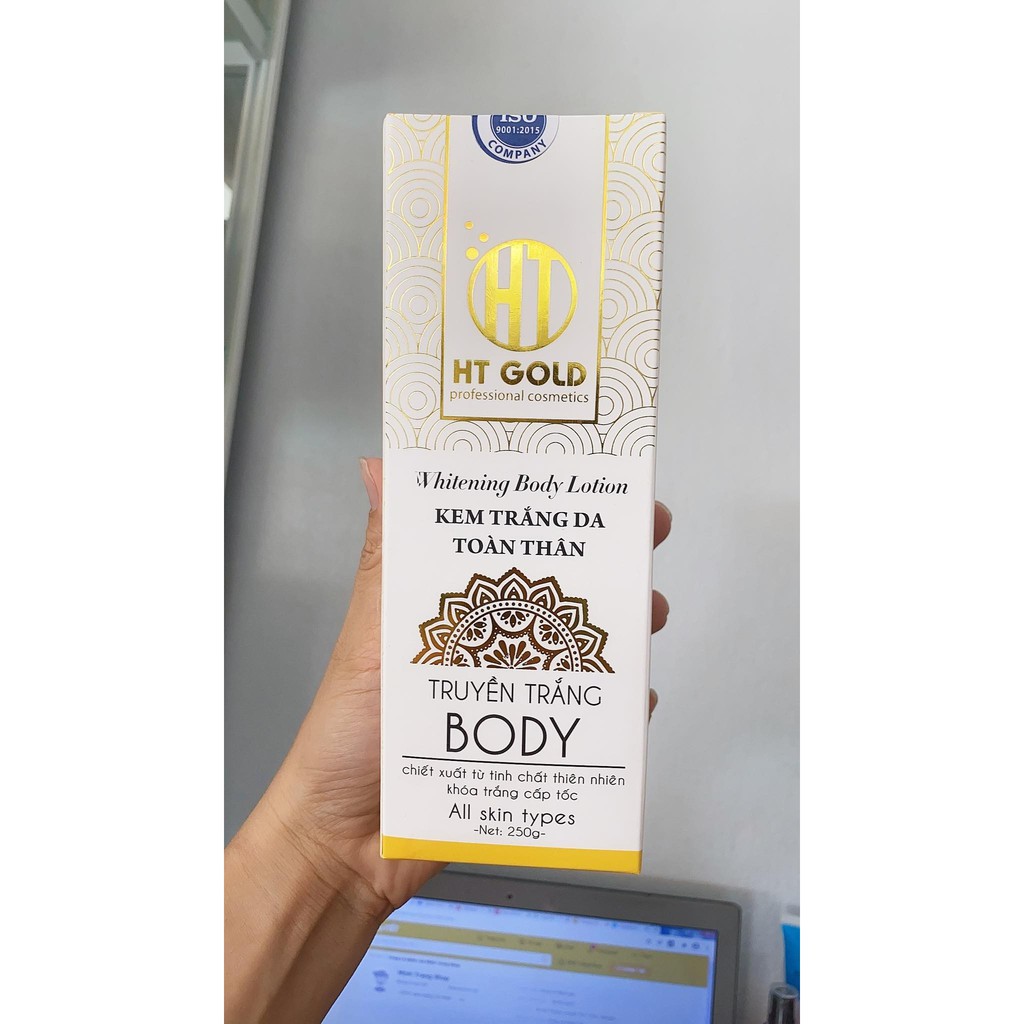 ISO
9001:2015
COMPANY
HT
HT GOLD
professional cosmetics
Whitening Body Lotion
KEM TRẮNG DA
TOÀN THÂN
TRUYỀN TRẮNG
BODY
chiết xuất từ tinh chất thiên nhiên
khóa trắng cấp tốc
All skin types
-Net: 250g-